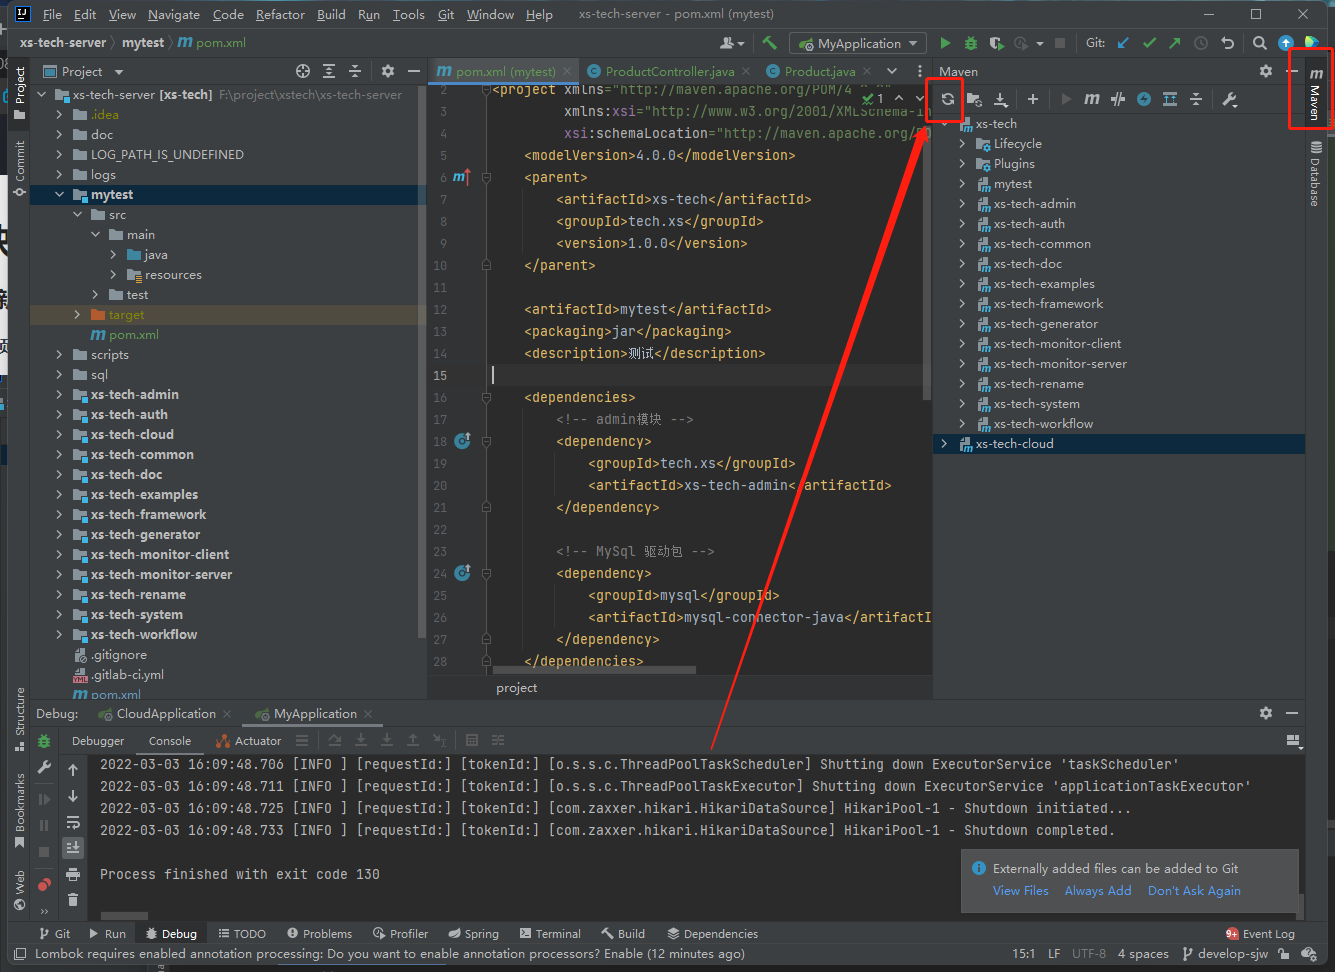 File Edit View Navigate Code Refactor Build Run Tools Git Window Help xs-tech-server - pom.xml (mytest)
xs-tech-server mytest pom.xml MyApplication Git:
Project
Project
pom.xml (mytest) ProductController.java Product.java
Maven
Maven
Database
Commit
Structure
Bookmarks
Web
xs-tech-server [xs-tech] F:\project\xstech\xs-tech-server
.idea
doc
LOG_PATH_IS_UNDEFINED
logs
mytest
src
main
java
resources
test
target
pom.xml
scripts
sql
xs-tech-admin
xs-tech-auth
xs-tech-cloud
xs-tech-common
xs-tech-doc
xs-tech-examples
xs-tech-framework
xs-tech-generator
xs-tech-monitor-client
xs-tech-monitor-server
xs-tech-rename
xs-tech-system
xs-tech-workflow
.gitignore
.gitlab-ci.yml
pom.xml
1
2 <project xmlns="http://maven.apache.org/POM/4
3 xmlns:xsi="http://www.w3.org/2001/XMLSchema-in
4 xsi:schemaLocation="http://maven.apache.org/
5 <modelVersion>4.0.0</modelVersion>
6 <parent>
7 <artifactId>xs-tech</artifactId>
8 <groupId>tech.xs</groupId>
9 <version>1.0.0</version>
10 </parent>
11
12 <artifactId>mytest</artifactId>
13 <packaging>jar</packaging>
14 <description>测试</description>
15
16 <dependencies>
17 <!-- admin模块 -->
18 <dependency>
19 <groupId>tech.xs</groupId>
20 <artifactId>xs-tech-admin</artifactId>
21 </dependency>
22
23 <!-- MySql 驱动包 -->
24 <dependency>
25 <groupId>mysql</groupId>
26 <artifactId>mysql-connector-java</artifactI
27 </dependency>
28 </dependencies>
project
xs-tech
Lifecycle
Plugins
mytest
xs-tech-admin
xs-tech-auth
xs-tech-common
xs-tech-doc
xs-tech-examples
xs-tech-framework
xs-tech-generator
xs-tech-monitor-client
xs-tech-monitor-server
xs-tech-rename
xs-tech-system
xs-tech-workflow
xs-tech-cloud
Debug: CloudApplication MyApplication
Debugger Console Actuator
2022-03-03 16:09:48.706 [INFO ] [requestId:] [tokenId:] [o.s.s.c.ThreadPoolTaskScheduler] Shutting down ExecutorService 'taskScheduler'
2022-03-03 16:09:48.711 [INFO ] [requestId:] [tokenId:] [o.s.s.c.ThreadPoolTaskExecutor] Shutting down ExecutorService 'applicationTaskExecutor'
2022-03-03 16:09:48.725 [INFO ] [requestId:] [tokenId:] [com.zaxxer.hikari.HikariDataSource] HikariPool-1 - Shutdown initiated...
2022-03-03 16:09:48.733 [INFO ] [requestId:] [tokenId:] [com.zaxxer.hikari.HikariDataSource] HikariPool-1 - Shutdown completed.
Process finished with exit code 130
Externally added files can be added to Git
View Files Always Add Don't Ask Again
Git Run Debug TODO Problems Profiler Spring Terminal Build Dependencies 9+ Event Log
Lombok requires enabled annotation processing: Do you want to enable annotation processors? Enable (12 minutes ago) 15:1 LF UTF-8 4 spaces develop-sjw